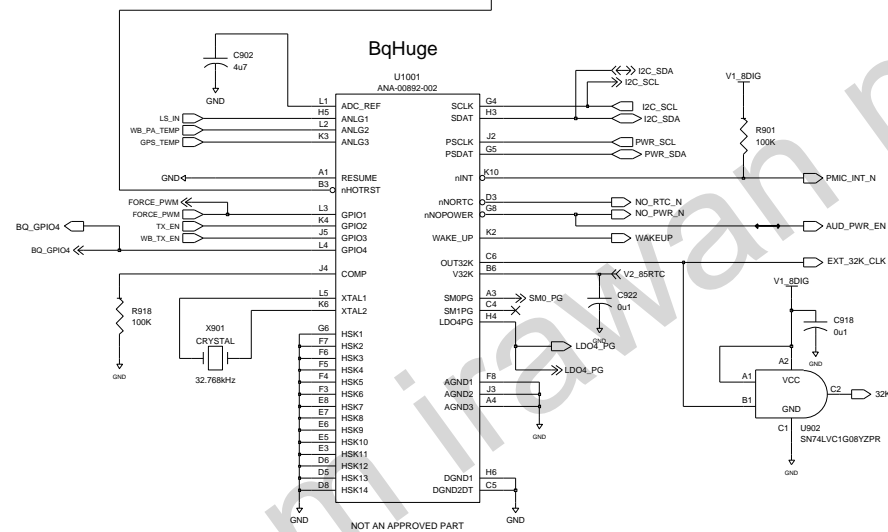 BqHuge
U1001
ANA-00892-002
C902
4u7
GND
L1 ADC_REF
LS_IN H5 ANLG1
WB_PA_TEMP L2 ANLG2
GPS_TEMP K3 ANLG3
GND A1 RESUME
B3 nHOTRST
FORCE_PWM
FORCE_PWM L3 GPIO1
TX_EN K4 GPIO2
WB_TX_EN J5 GPIO3
L4 GPIO4
BQ_GPIO4
BQ_GPIO4
J4 COMP
R918
100K
GND
L5 XTAL1
K6 XTAL2
X901
CRYSTAL
32.768kHz
G6 HSK1
F7 HSK2
F6 HSK3
F5 HSK4
F4 HSK5
F3 HSK6
E8 HSK7
E7 HSK8
E6 HSK9
E5 HSK10
E3 HSK11
D6 HSK12
D5 HSK13
D8 HSK14
GND
I2C_SDA
I2C_SCL
SCLK G4 I2C_SCL
SDAT H3 I2C_SDA
PSCLK J2 PWR_SCL
PSDAT G5 PWR_SDA
nINT K10 PMIC_INT_N
V1_8DIG
R901
100K
nNORTC D3 NO_RTC_N
nNOPOWER G8 NO_PWR_N
AUD_PWR_EN
WAKE_UP K2 WAKEUP
OUT32K C6 EXT_32K_CLK
V32K B6 V2_85RTC
C922
0u1
GND
SM0PG A3 SM0_PG
SM1PG C4
LDO4PG H4
LDO4_PG
LDO4_PG
AGND1 F8
AGND2 J3
AGND3 A4
GND
DGND1 H6
DGND2DT C5
GND
V1_8DIG
C918
0u1
GND
A2
A1 VCC
B1 GND
C2 32K
C1 U902
SN74LVC1G08YZPR
GND
NOT AN APPROVED PART
m irawan